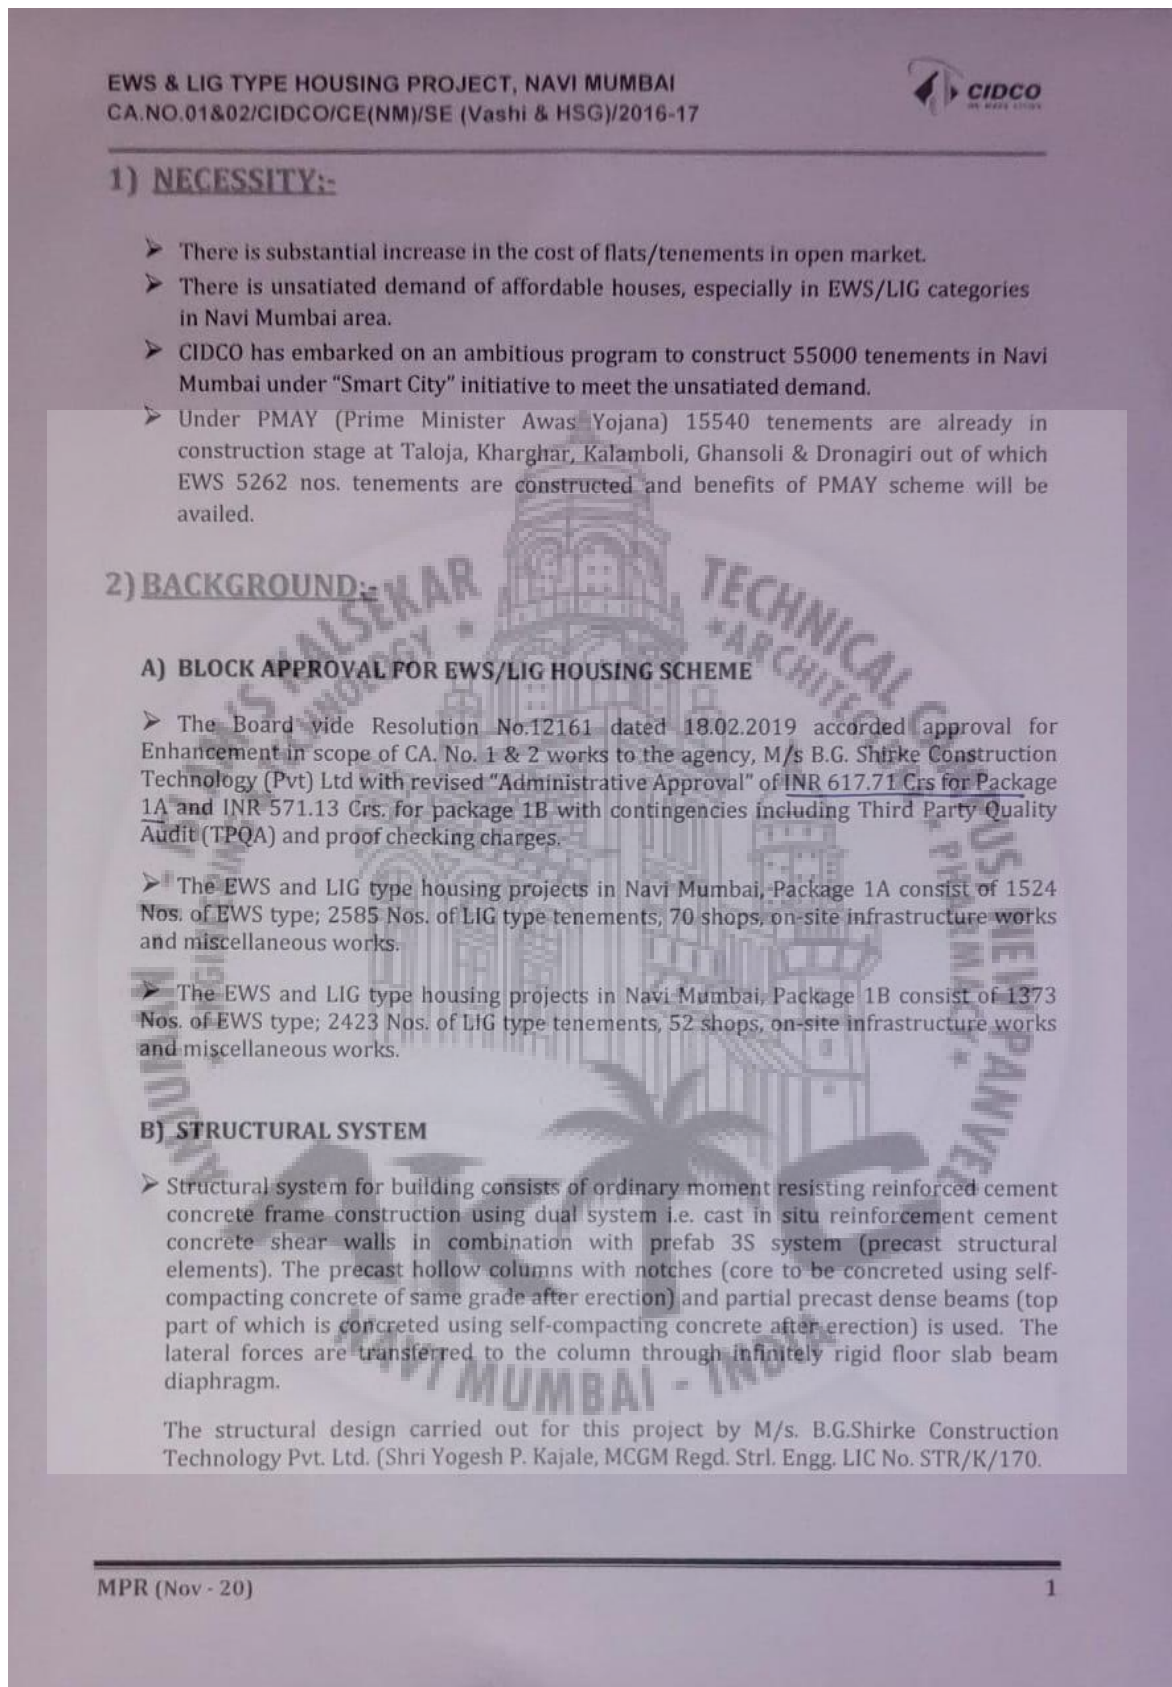 EWS & LIG TYPE HOUSING PROJECT, NAVI MUMBAI
CA.NO.01&02/CIDCO/CE(NM)/SE (Vashi & HSG)/2016-17
CIDCO
WE MAKE CITIES
1) NECESSITY:-
➢ There is substantial increase in the cost of flats/tenements in open market.
➢ There is unsatiated demand of affordable houses, especially in EWS/LIG categories
in Navi Mumbai area.
➢ CIDCO has embarked on an ambitious program to construct 55000 tenements in Navi
Mumbai under “Smart City” initiative to meet the unsatiated demand.
➢ Under PMAY (Prime Minister Awas Yojana) 15540 tenements are already in
construction stage at Taloja, Kharghar, Kalamboli, Ghansoli & Dronagiri out of which
EWS 5262 nos. tenements are constructed and benefits of PMAY scheme will be
availed.
2) BACKGROUND:-
A) BLOCK APPROVAL FOR EWS/LIG HOUSING SCHEME
➢ The Board vide Resolution No.12161 dated 18.02.2019 accorded approval for
Enhancement in scope of CA. No. 1 & 2 works to the agency, M/s B.G. Shirke Construction
Technology (Pvt) Ltd with revised “Administrative Approval” of INR 617.71 Crs for Package
1A and INR 571.13 Crs. for package 1B with contingencies including Third Party Quality
Audit (TPQA) and proof checking charges.
➢ The EWS and LIG type housing projects in Navi Mumbai, Package 1A consist of 1524
Nos. of EWS type; 2585 Nos. of LIG type tenements, 70 shops, on-site infrastructure works
and miscellaneous works.
➢ The EWS and LIG type housing projects in Navi Mumbai, Package 1B consist of 1373
Nos. of EWS type; 2423 Nos. of LIG type tenements, 52 shops, on-site infrastructure works
and miscellaneous works.
B) STRUCTURAL SYSTEM
➢ Structural system for building consists of ordinary moment resisting reinforced cement
concrete frame construction using dual system i.e. cast in situ reinforcement cement
concrete shear walls in combination with prefab 3S system (precast structural
elements). The precast hollow columns with notches (core to be concreted using self-
compacting concrete of same grade after erection) and partial precast dense beams (top
part of which is concreted using self-compacting concrete after erection) is used. The
lateral forces are transferred to the column through infinitely rigid floor slab beam
diaphragm.
The structural design carried out for this project by M/s. B.G.Shirke Construction
Technology Pvt. Ltd. (Shri Yogesh P. Kajale, MCGM Regd. Strl. Engg. LIC No. STR/K/170.
MPR (Nov - 20)
1
KALSEKAR TECHNICAL
NEW PANVEL
AKTC
NAVI MUMBAI - INDIA